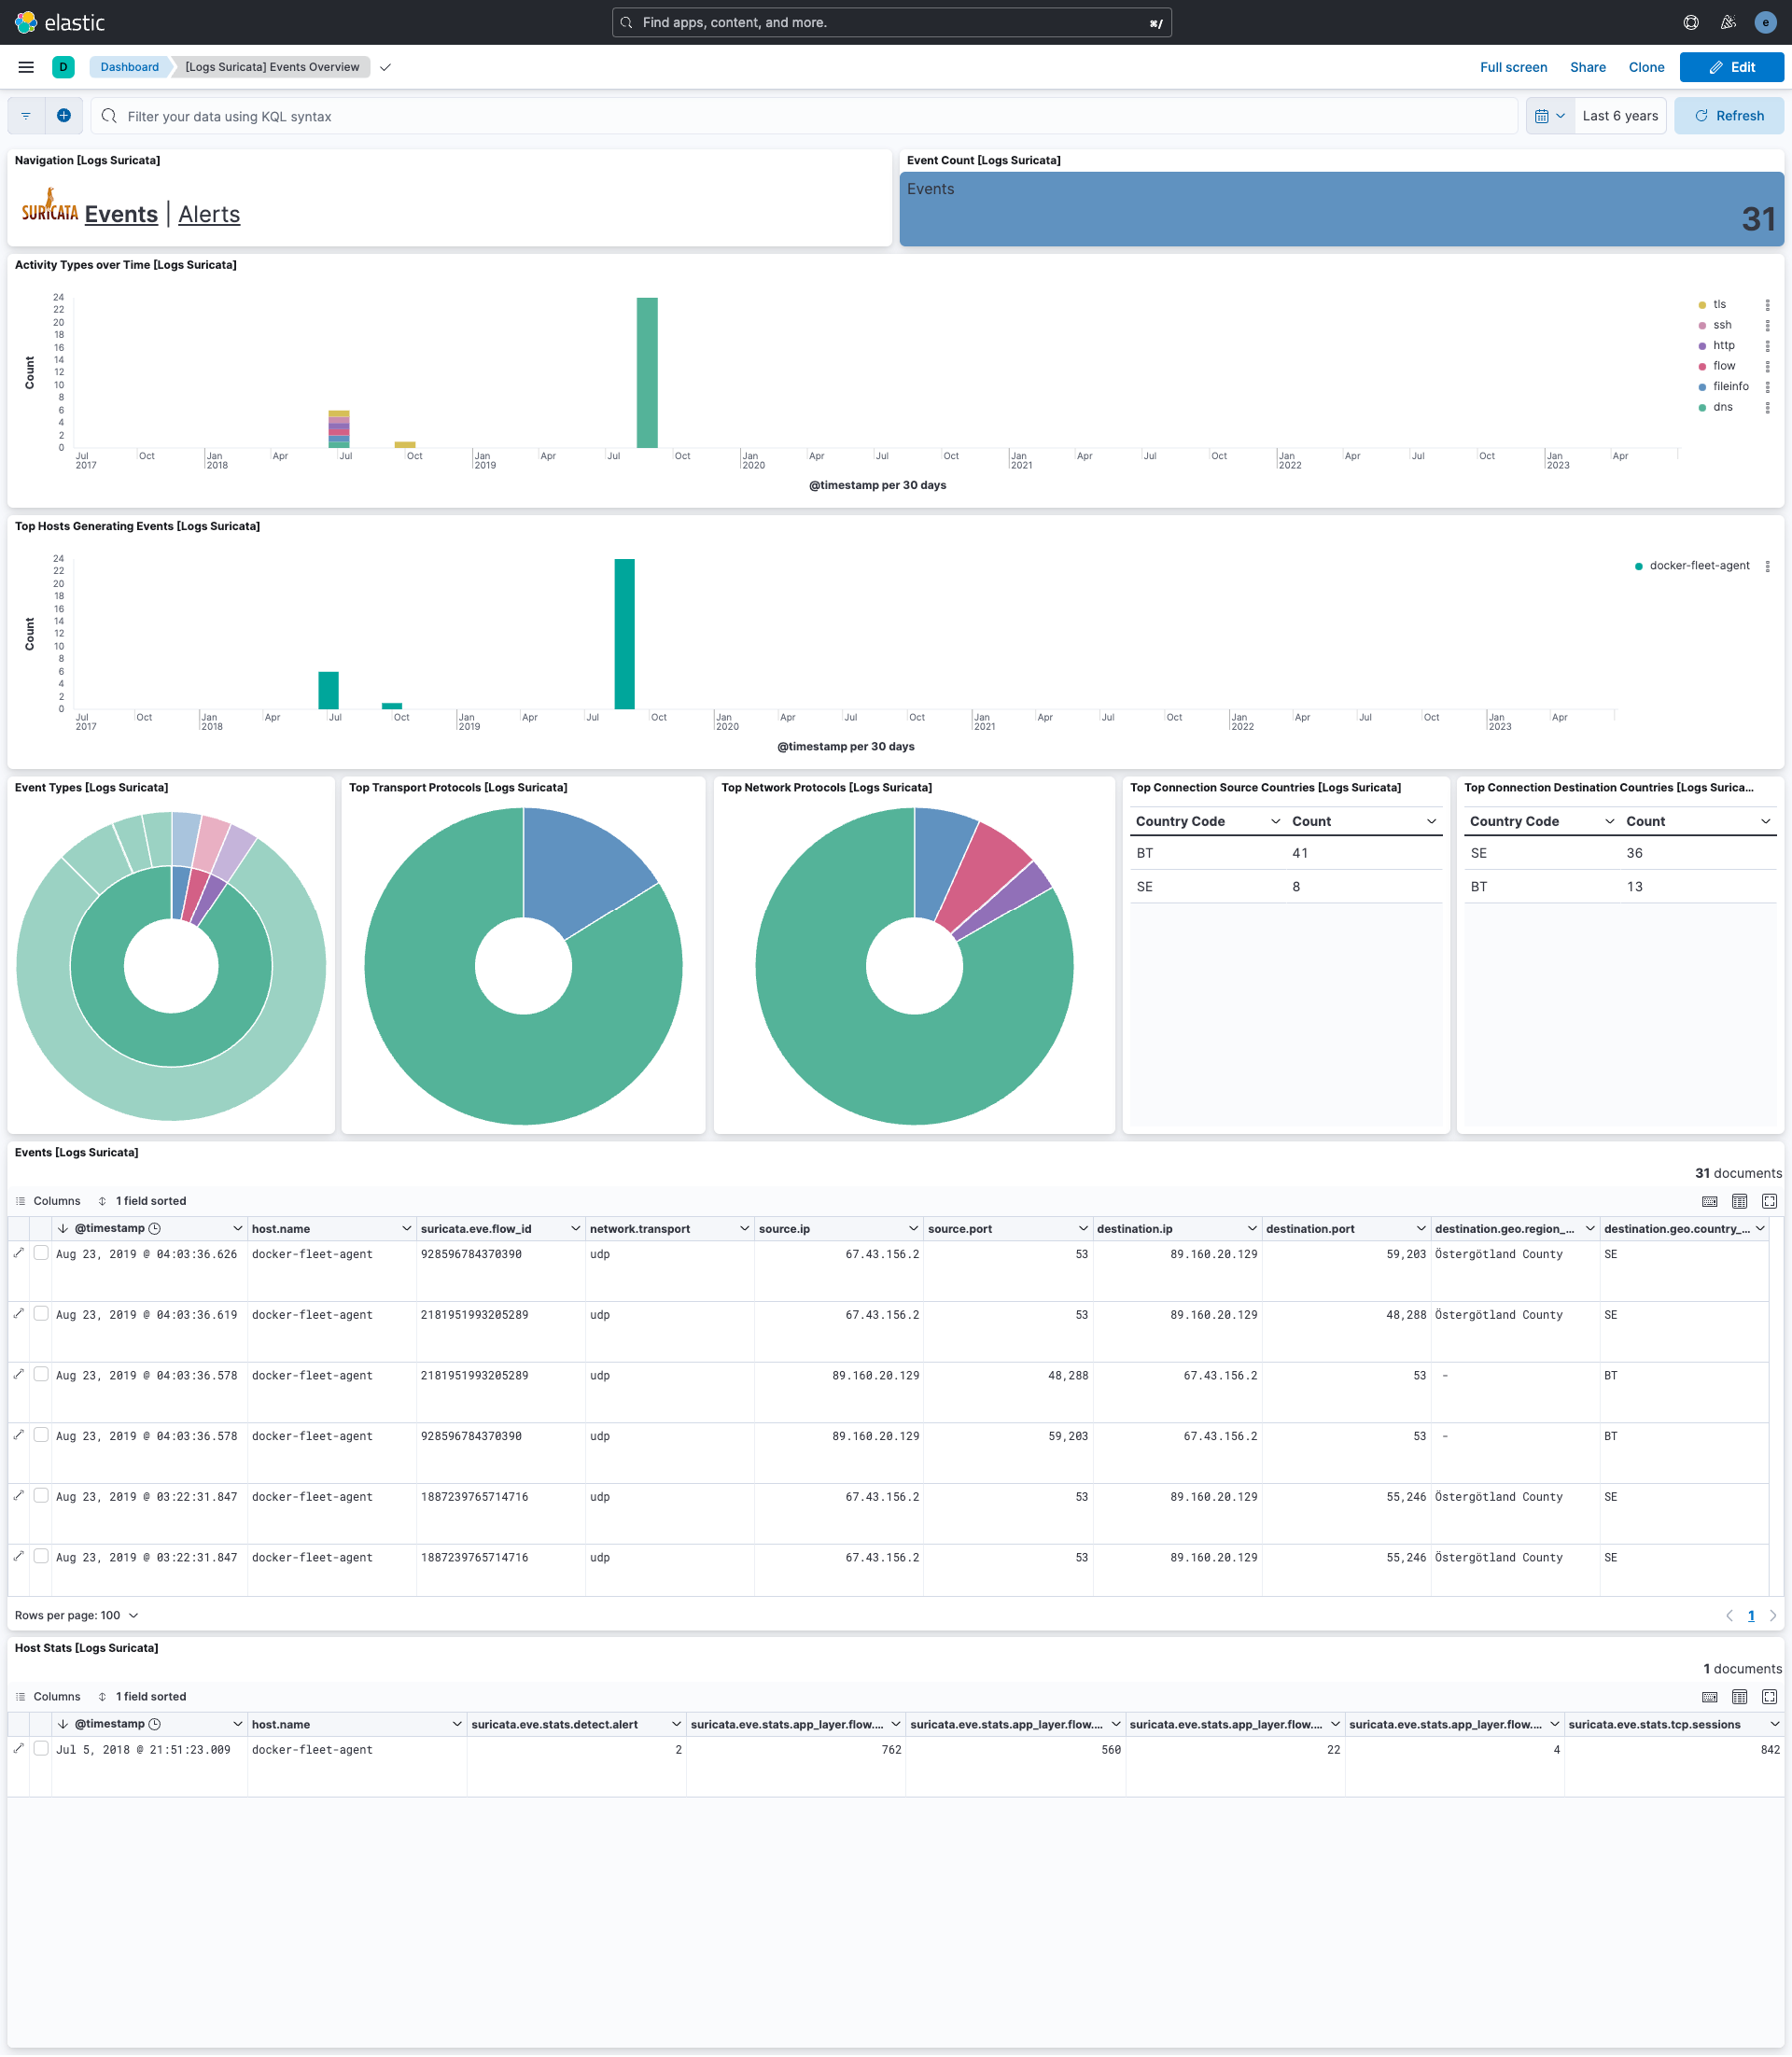 elastic
Find apps, content, and more.
⌘/
e
D
Dashboard
[Logs Suricata] Events Overview
Full screen
Share
Clone
Edit
Filter your data using KQL syntax
Last 6 years
Refresh
Navigation [Logs Suricata]
SURICATA Events | Alerts
Event Count [Logs Suricata]
Events
31
Activity Types over Time [Logs Suricata]
Count
24
22
20
18
16
14
12
10
8
6
4
2
0
Jul Oct Jan Apr Jul Oct Jan Apr Jul Oct Jan Apr Jul Oct Jan Apr Jul Oct Jan Apr Jul Oct Jan Apr
2017 2018 2019 2020 2021 2022 2023
@timestamp per 30 days
tls
ssh
http
flow
fileinfo
dns
Top Hosts Generating Events [Logs Suricata]
Count
24
22
20
18
16
14
12
10
8
6
4
2
0
Jul Oct Jan Apr Jul Oct Jan Apr Jul Oct Jan Apr Jul Oct Jan Apr Jul Oct Jan Apr Jul Oct Jan Apr
2017 2018 2019 2020 2021 2022 2023
@timestamp per 30 days
docker-fleet-agent
Event Types [Logs Suricata]
Top Transport Protocols [Logs Suricata]
Top Network Protocols [Logs Suricata]
Top Connection Source Countries [Logs Suricata]
Country Code Count
BT 41
SE 8
Top Connection Destination Countries [Logs Surica...
Country Code Count
SE 36
BT 13
Events [Logs Suricata]
31 documents
Columns 1 field sorted
@timestamp host.name suricata.eve.flow_id network.transport source.ip source.port destination.ip destination.port destination.geo.region_... destination.geo.country_...
Aug 23, 2019 @ 04:03:36.626 docker-fleet-agent 928596784370390 udp 67.43.156.2 53 89.160.20.129 59,203 Östergötland County SE
Aug 23, 2019 @ 04:03:36.619 docker-fleet-agent 2181951993205289 udp 67.43.156.2 53 89.160.20.129 48,288 Östergötland County SE
Aug 23, 2019 @ 04:03:36.578 docker-fleet-agent 2181951993205289 udp 89.160.20.129 48,288 67.43.156.2 53 - BT
Aug 23, 2019 @ 04:03:36.578 docker-fleet-agent 928596784370390 udp 89.160.20.129 59,203 67.43.156.2 53 - BT
Aug 23, 2019 @ 03:22:31.847 docker-fleet-agent 1887239765714716 udp 67.43.156.2 53 89.160.20.129 55,246 Östergötland County SE
Aug 23, 2019 @ 03:22:31.847 docker-fleet-agent 1887239765714716 udp 67.43.156.2 53 89.160.20.129 55,246 Östergötland County SE
Rows per page: 100
1
Host Stats [Logs Suricata]
1 documents
Columns 1 field sorted
@timestamp host.name suricata.eve.stats.detect.alert suricata.eve.stats.app_layer.flow.... suricata.eve.stats.app_layer.flow.... suricata.eve.stats.app_layer.flow.... suricata.eve.stats.app_layer.flow.... suricata.eve.stats.tcp.sessions
Jul 5, 2018 @ 21:51:23.009 docker-fleet-agent 2 762 560 22 4 842